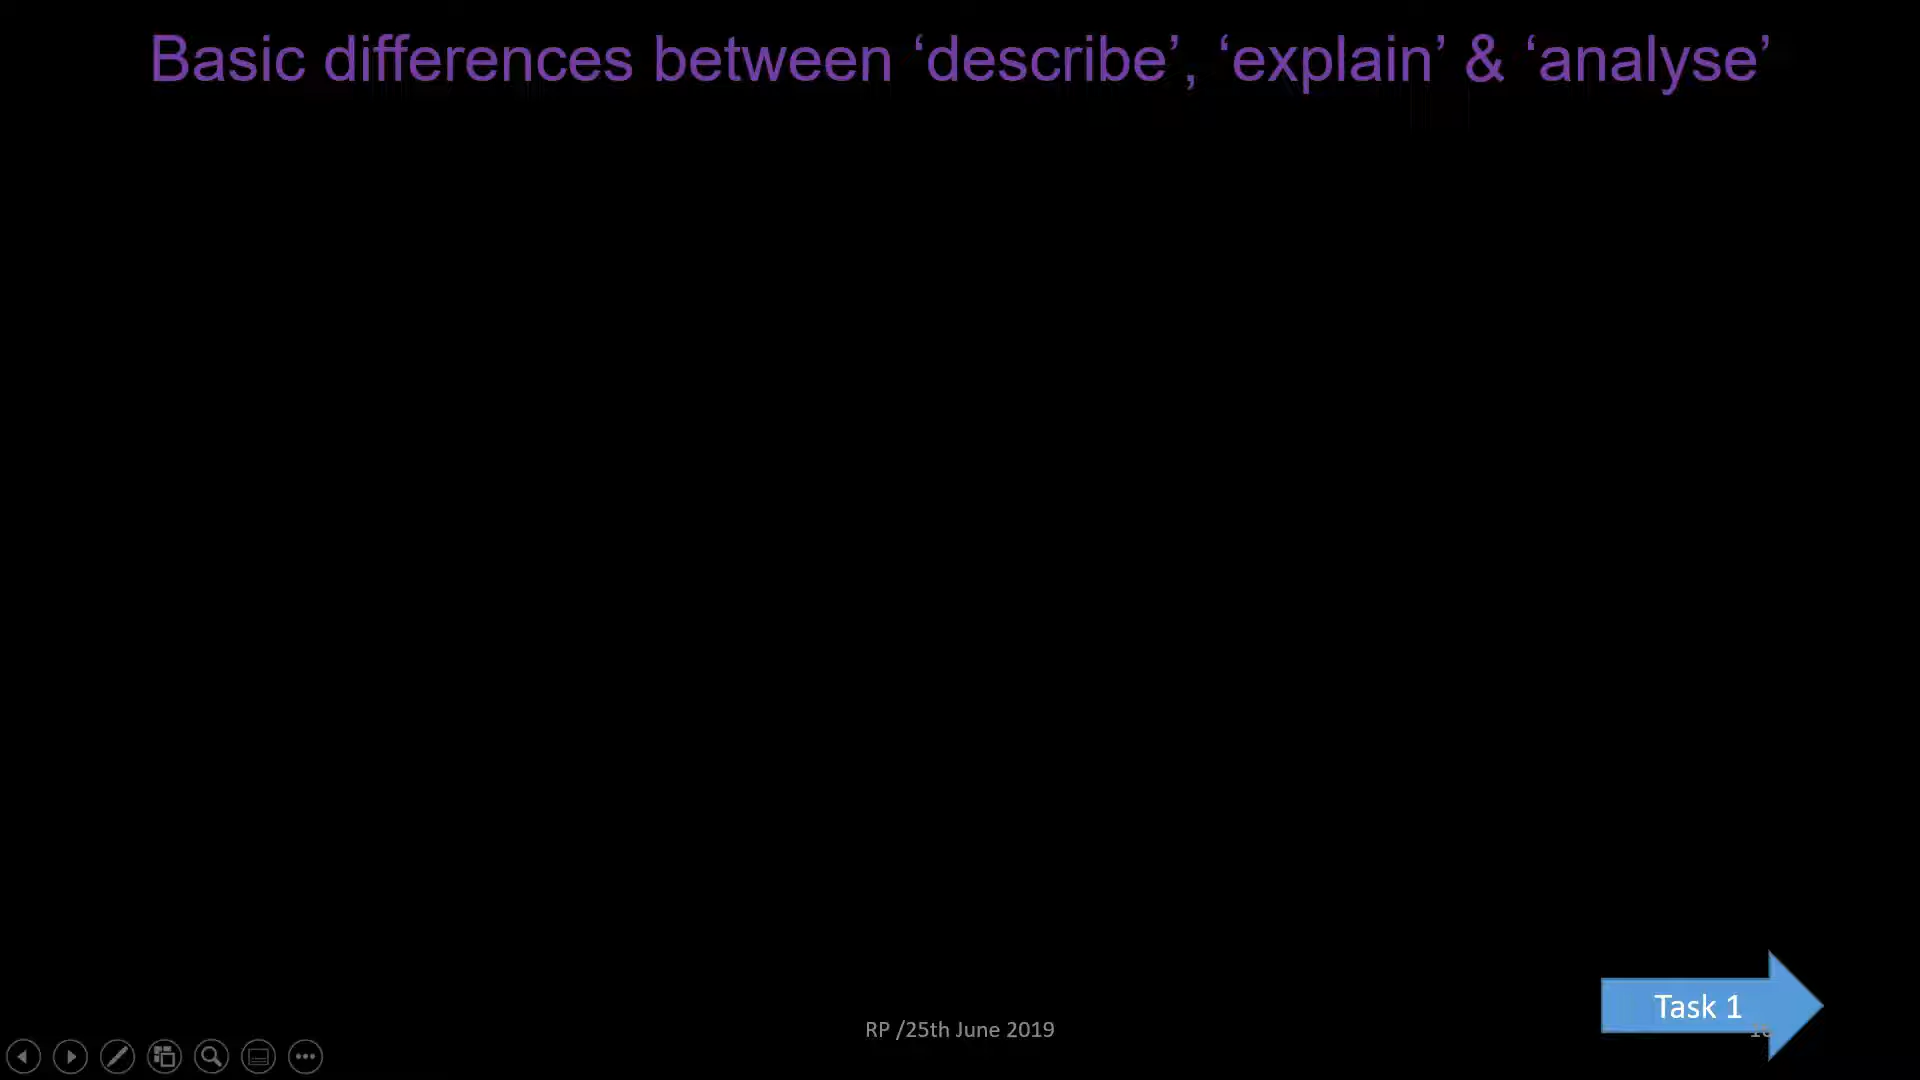 Basic differences between ‘describe’, ‘explain’ & ‘analyse’
Task 1
RP /25th June 2019